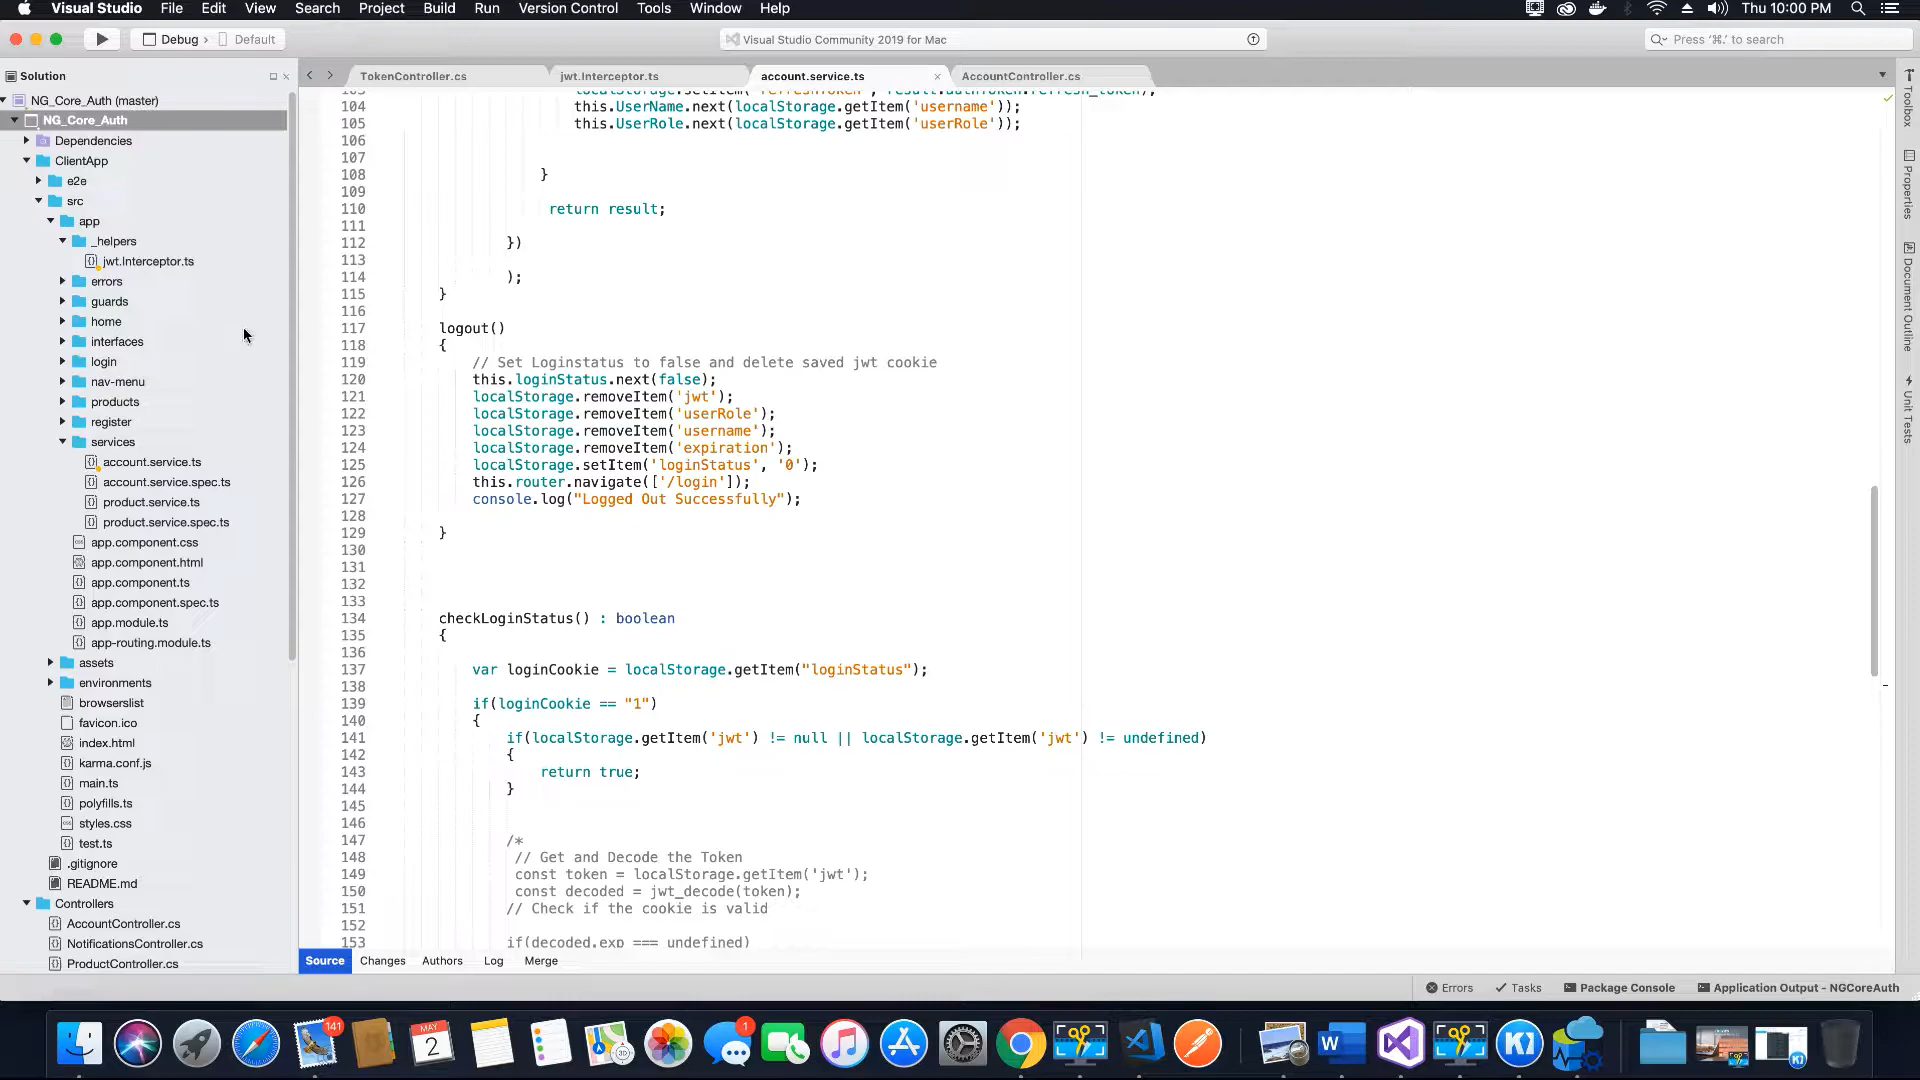 Visual Studio File Edit View Search Project Build Run Version Control Tools Window Help Thu 10:00 PM
Debug › Default Visual Studio Community 2019 for Mac Press '⌘.' to search
Solution TokenController.cs jwt.Interceptor.ts account.service.ts AccountController.cs
NG_Core_Auth (master)
NG_Core_Auth
Dependencies
ClientApp
e2e
src
app
_helpers
jwt.Interceptor.ts
errors
guards
home
interfaces
login
nav-menu
products
register
services
account.service.ts
account.service.spec.ts
product.service.ts
product.service.spec.ts
app.component.css
app.component.html
app.component.ts
app.component.spec.ts
app.module.ts
app-routing.module.ts
assets
environments
browserslist
favicon.ico
index.html
karma.conf.js
main.ts
polyfills.ts
styles.css
test.ts
.gitignore
README.md
Controllers
AccountController.cs
NotificationsController.cs
ProductController.cs
103 localStorage.setItem('refreshToken', result.authToken.refresh_token);
104 this.UserName.next(localStorage.getItem('username'));
105 this.UserRole.next(localStorage.getItem('userRole'));
106
107
108 }
109
110 return result;
111
112 })
113
114 );
115 }
116
117 logout()
118 {
119 // Set Loginstatus to false and delete saved jwt cookie
120 this.loginStatus.next(false);
121 localStorage.removeItem('jwt');
122 localStorage.removeItem('userRole');
123 localStorage.removeItem('username');
124 localStorage.removeItem('expiration');
125 localStorage.setItem('loginStatus', '0');
126 this.router.navigate(['/login']);
127 console.log("Logged Out Successfully");
128
129 }
130
131
132
133
134 checkLoginStatus() : boolean
135 {
136
137 var loginCookie = localStorage.getItem("loginStatus");
138
139 if(loginCookie == "1")
140 {
141 if(localStorage.getItem('jwt') != null || localStorage.getItem('jwt') != undefined)
142 {
143 return true;
144 }
145
146
147 /*
148 // Get and Decode the Token
149 const token = localStorage.getItem('jwt');
150 const decoded = jwt_decode(token);
151 // Check if the cookie is valid
152
153 if(decoded.exp === undefined)
Toolbox
Properties
Document Outline
Unit Tests
Source Changes Authors Log Merge
Errors Tasks Package Console Application Output - NGCoreAuth
141 MAY 2 3D 1 W K